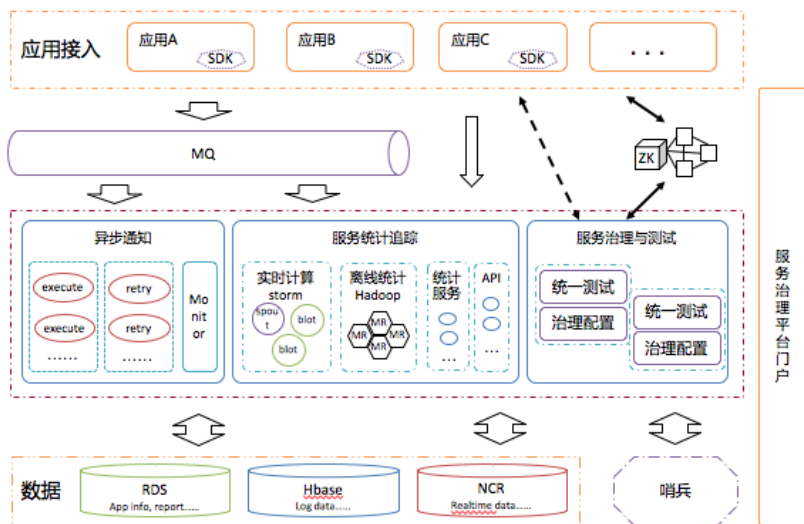 应用接入
应用A
SDK
应用B
SDK
应用C
SDK
...
MQ
ZK
异步通知
execute
retry
execute
retry
......
......
Mo
nit
or
服务统计追踪
实时计算
storm
spou
t
blot
blot
离线统计
Hadoop
MR
MR
MR
MR
统计
服务
...
API
...
服务治理与测试
统一测试
治理配置
统一测试
治理配置
服务治理平台门户
数据
RDS
App info, report......
Hbase
Log data......
NCR
Realtime data......
哨兵